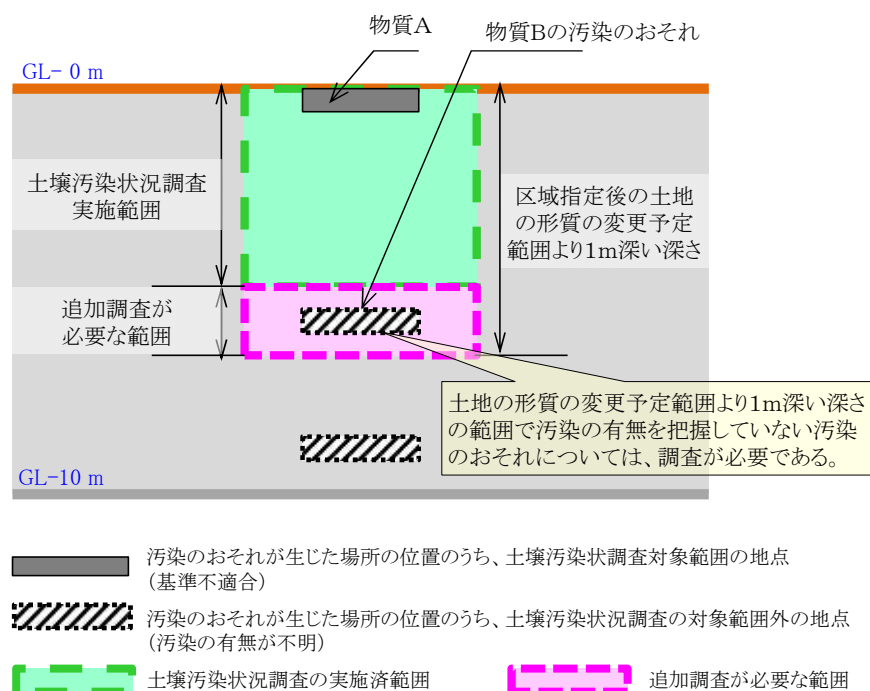 物質A
物質Bの汚染のおそれ
GL- 0 m
土壌汚染状況調査
実施範囲
区域指定後の土地
の形質の変更予定
範囲より1m深い深さ
追加調査が
必要な範囲
土地の形質の変更予定範囲より1m深い深さ
の範囲で汚染の有無を把握していない汚染
のおそれについては、調査が必要である。
GL-10 m
汚染のおそれが生じた場所の位置のうち、土壌汚染状調査対象範囲の地点
(基準不適合)
汚染のおそれが生じた場所の位置のうち、土壌汚染状況調査の対象範囲外の地点
(汚染の有無が不明)
土壌汚染状況調査の実施済範囲
追加調査が必要な範囲